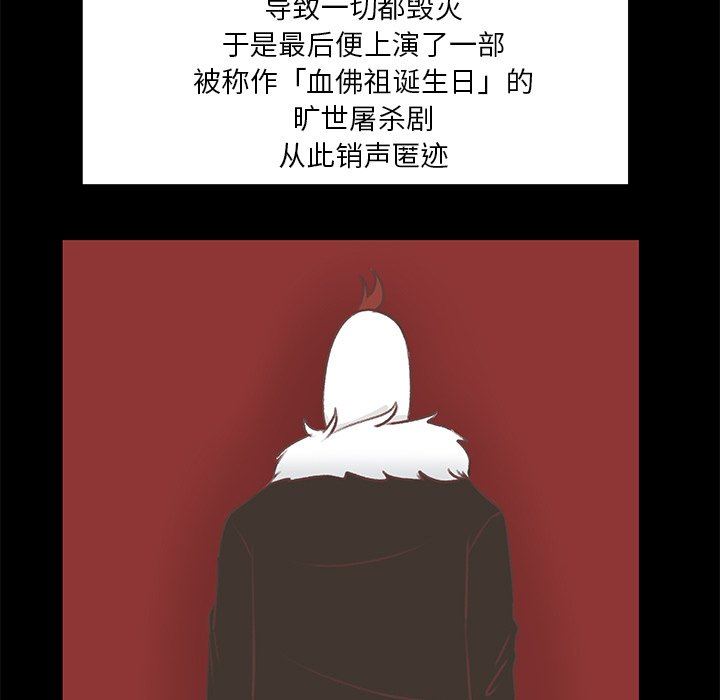 导致一切都毁灭
于是最后便上演了一部
被称作「血佛祖诞生日」的
旷世屠杀剧
从此销声匿迹